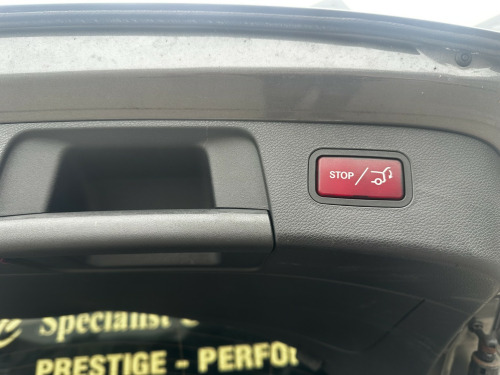 STOP/
Specialist
PRESTIGE - PERFO